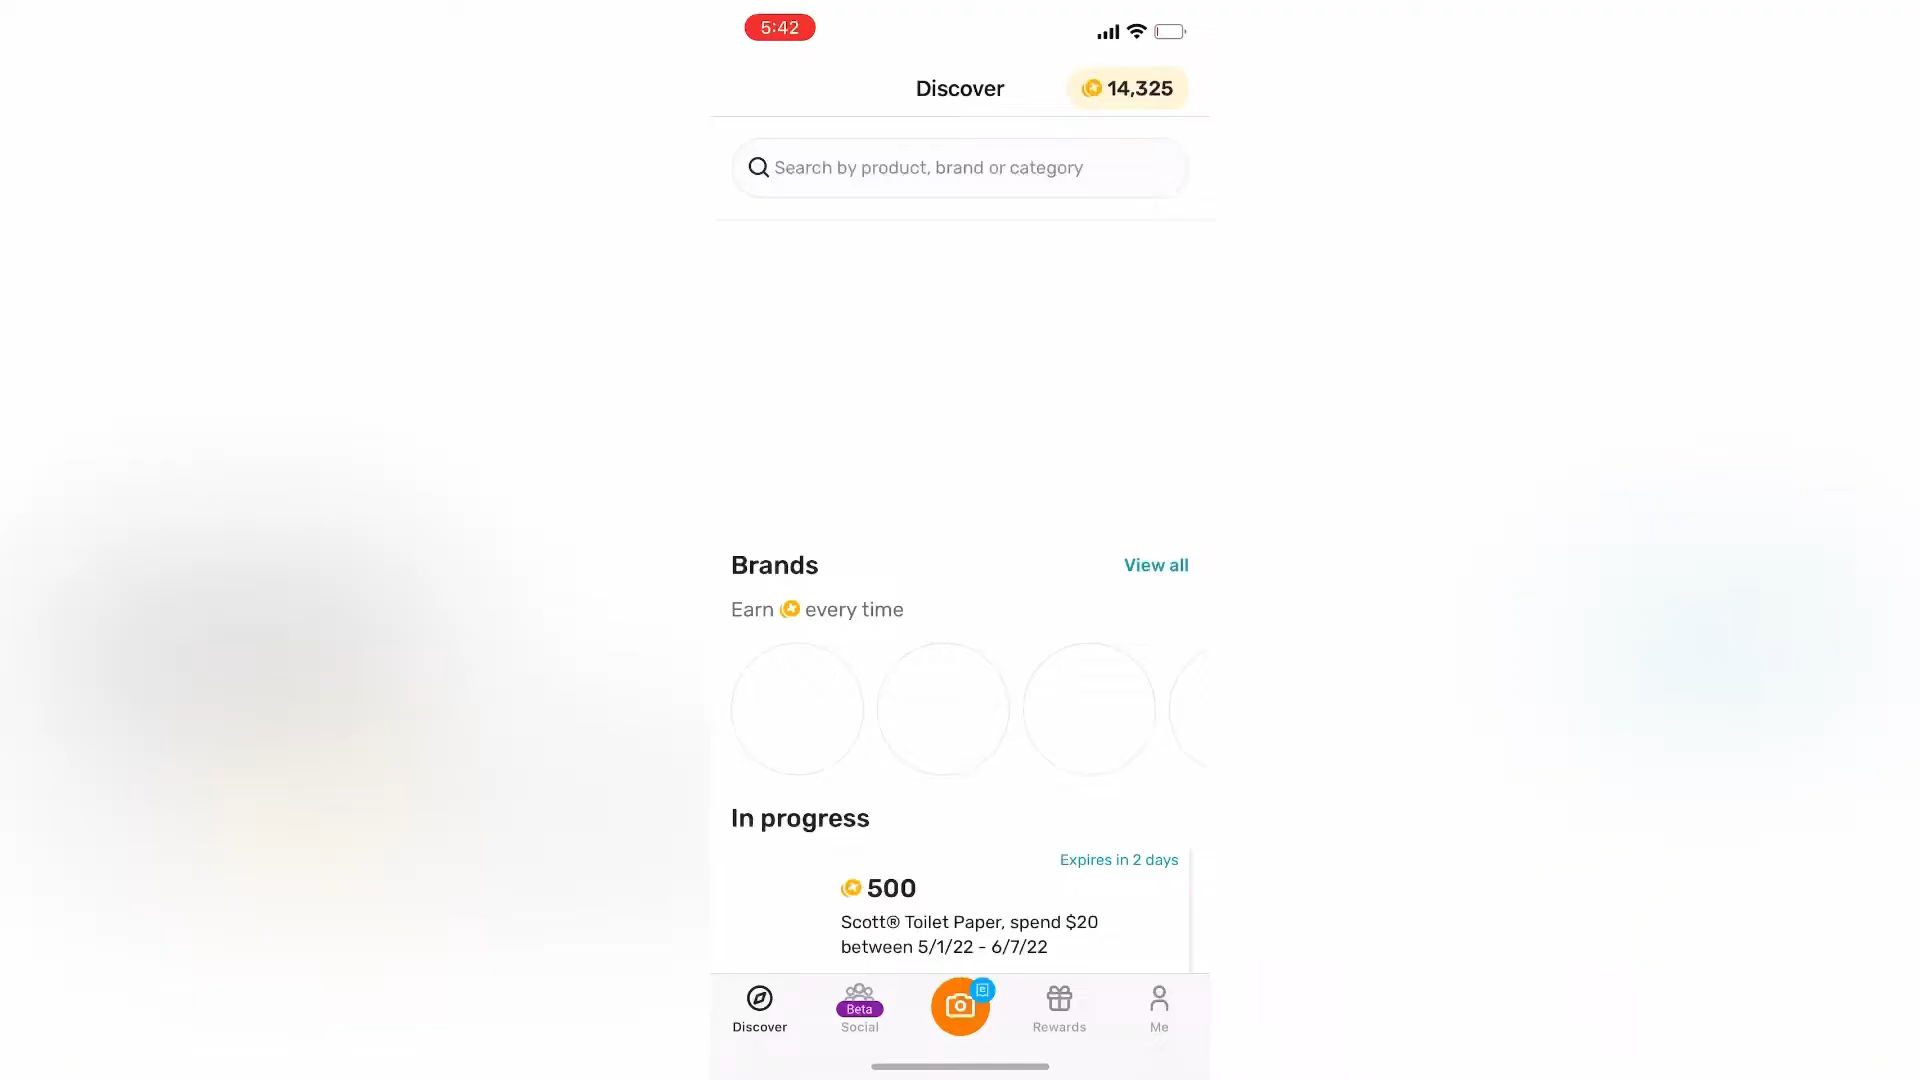 5:42
Discover
14,325
Search by product, brand or category
Brands
View all
Earn every time
In progress
Expires in 2 days
500
Scott® Toilet Paper, spend $20
between 5/1/22 - 6/7/22
Discover
Beta
Social
Rewards
Me